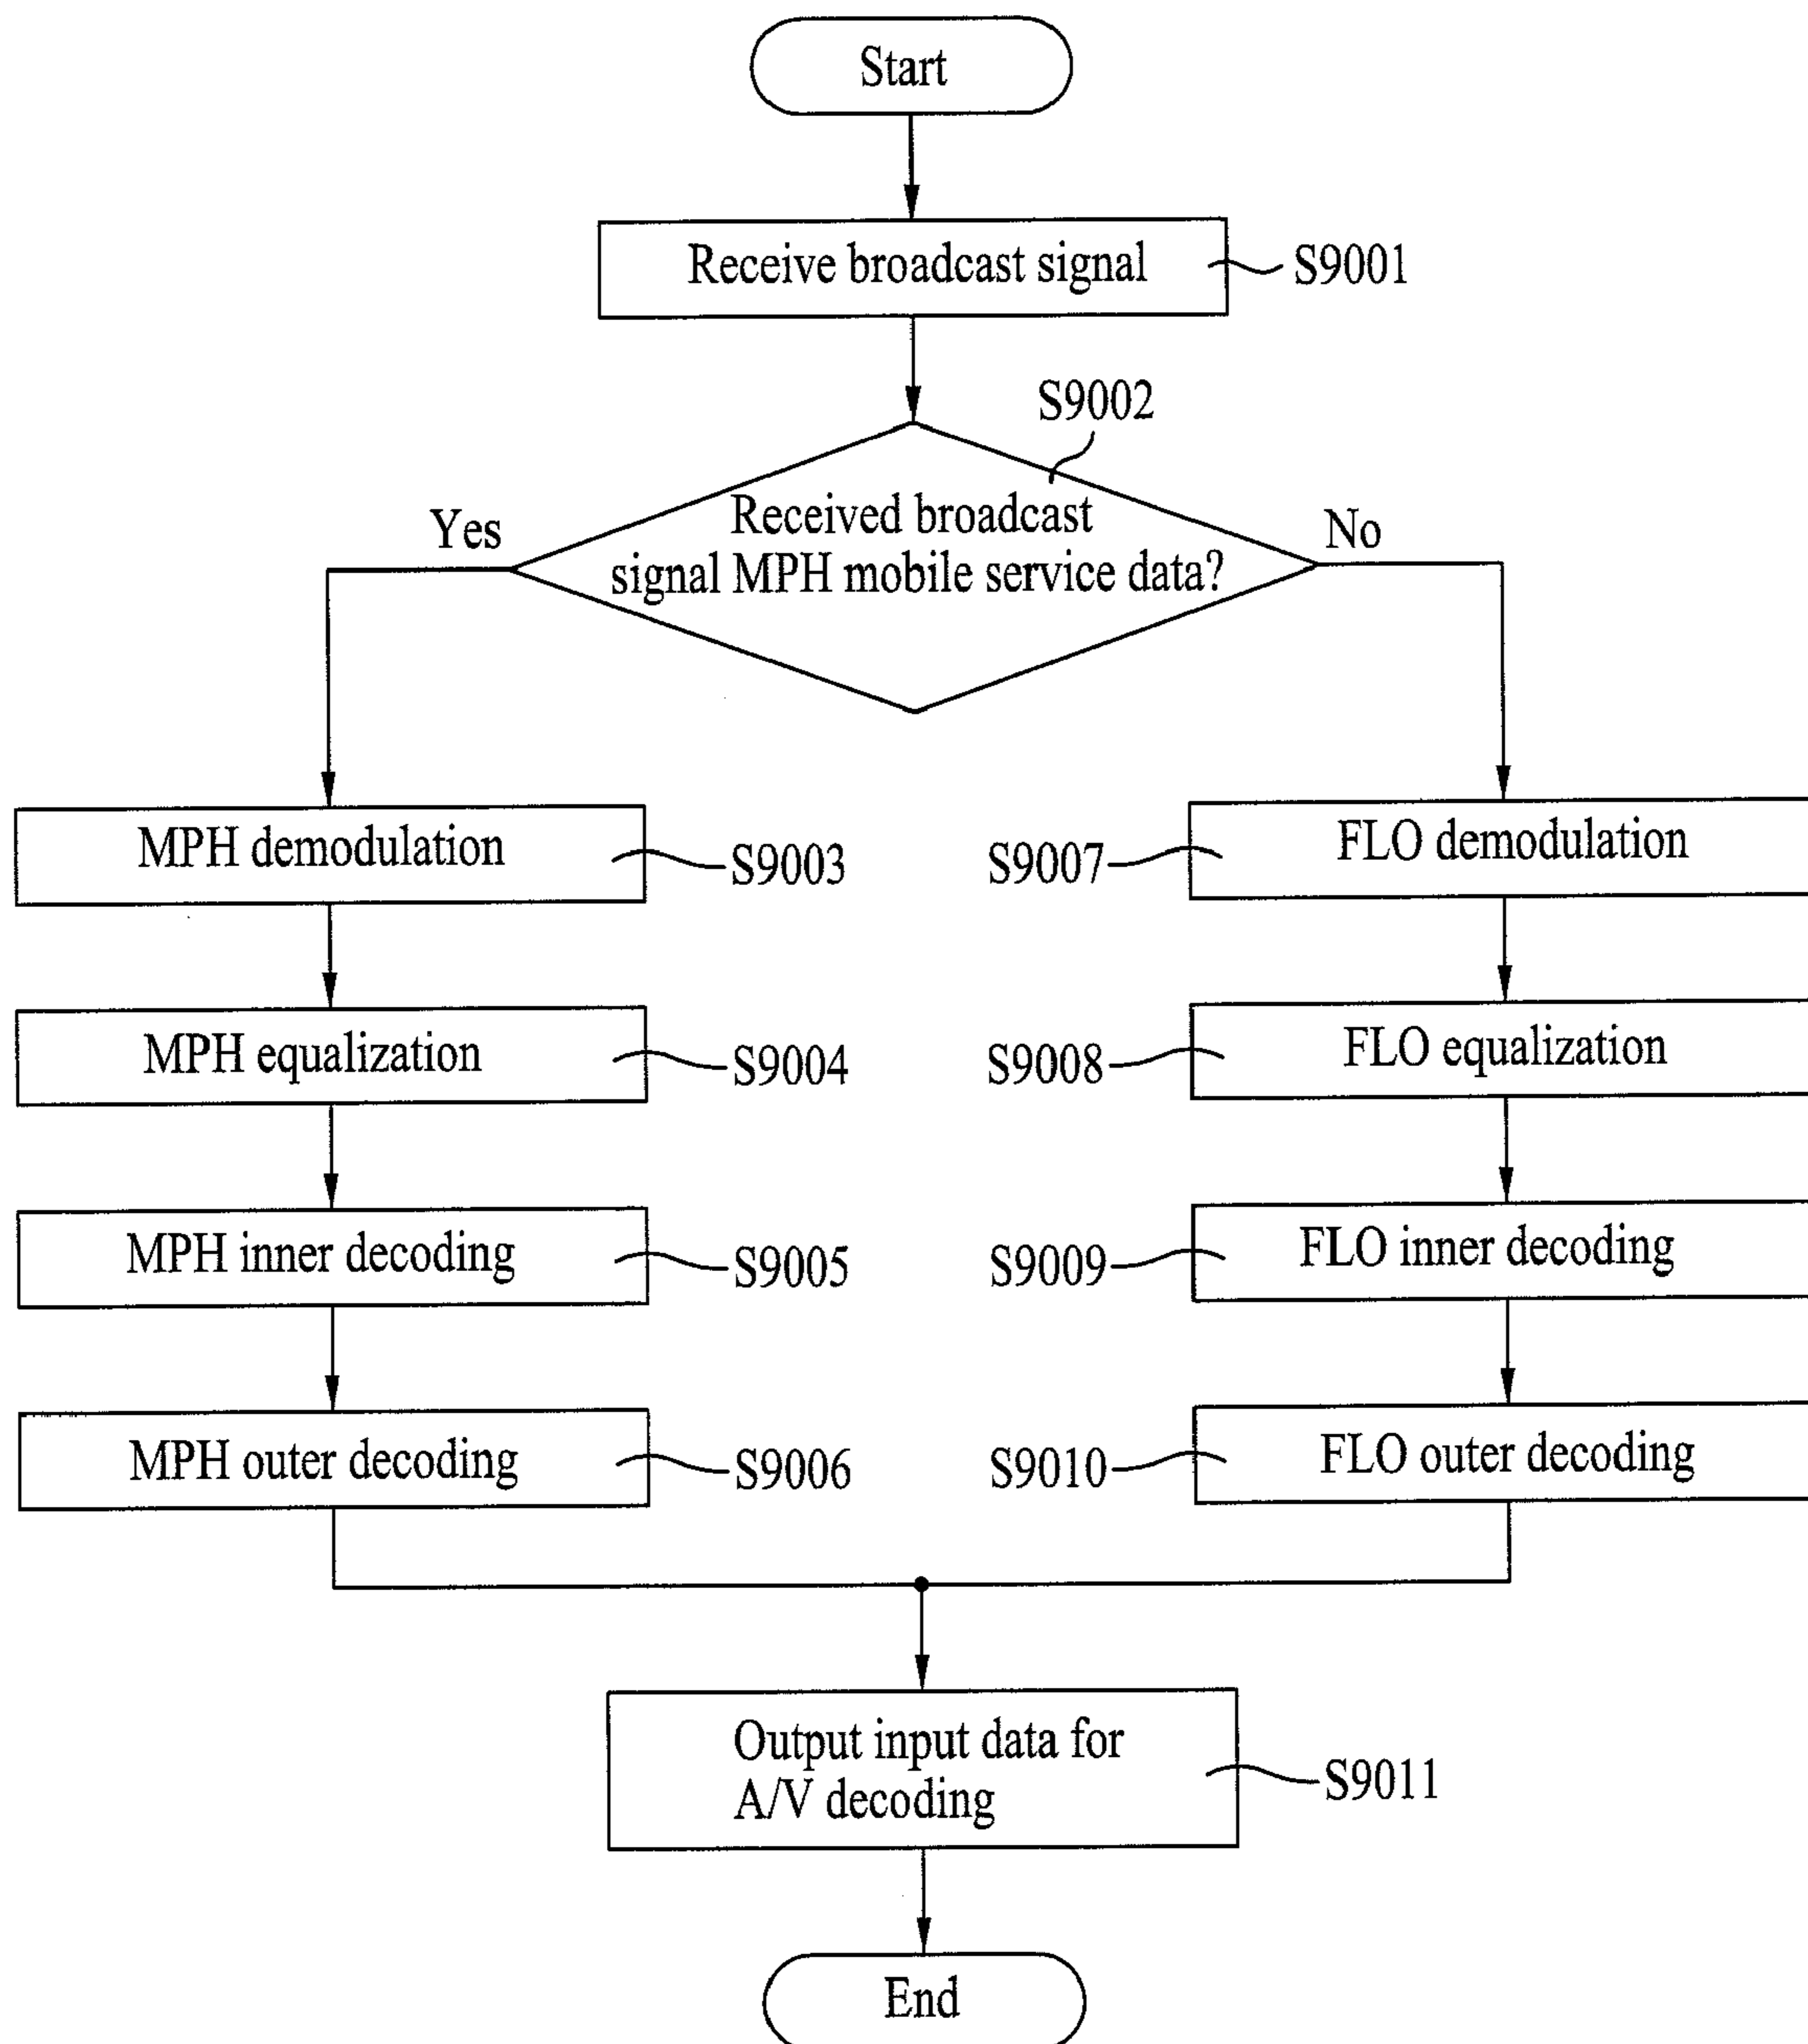 Start
Receive broadcast signal
S9001
S9002
Yes
Received broadcast
signal MPH mobile service data?
No
MPH demodulation
S9003
S9007
FLO demodulation
MPH equalization
S9004
S9008
FLO equalization
MPH inner decoding
S9005
S9009
FLO inner decoding
MPH outer decoding
S9006
S9010
FLO outer decoding
Output input data for
A/V decoding
S9011
End